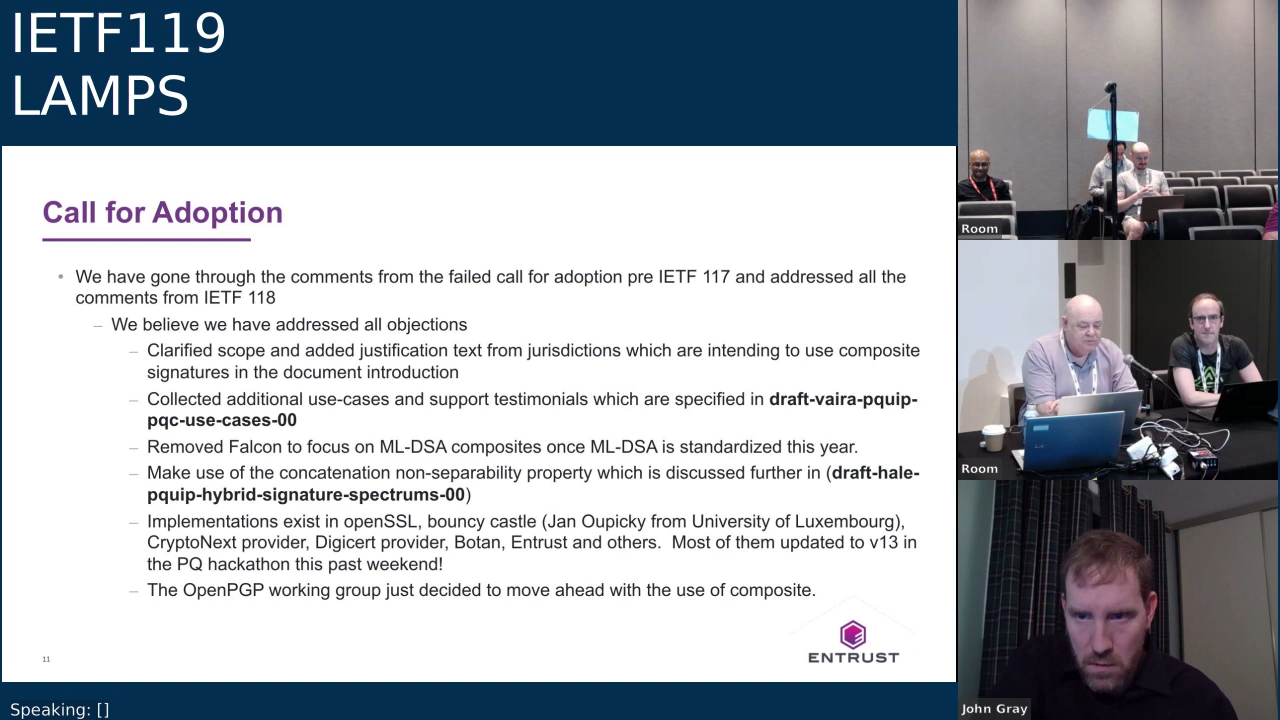 IETF119
LAMPS
Call for Adoption
• We have gone through the comments from the failed call for adoption pre IETF 117 and addressed all the
comments from IETF 118
– We believe we have addressed all objections
– Clarified scope and added justification text from jurisdictions which are intending to use composite
signatures in the document introduction
– Collected additional use-cases and support testimonials which are specified in draft-vaira-pquip-
pqc-use-cases-00
– Removed Falcon to focus on ML-DSA composites once ML-DSA is standardized this year.
– Make use of the concatenation non-separability property which is discussed further in (draft-hale-
pquip-hybrid-signature-spectrums-00)
– Implementations exist in openSSL, bouncy castle (Jan Oupicky from University of Luxembourg),
CryptoNext provider, Digicert provider, Botan, Entrust and others.  Most of them updated to v13 in
the PQ hackathon this past weekend!
– The OpenPGP working group just decided to move ahead with the use of composite.
11
ENTRUST
Speaking: []
Room
Room
John Gray